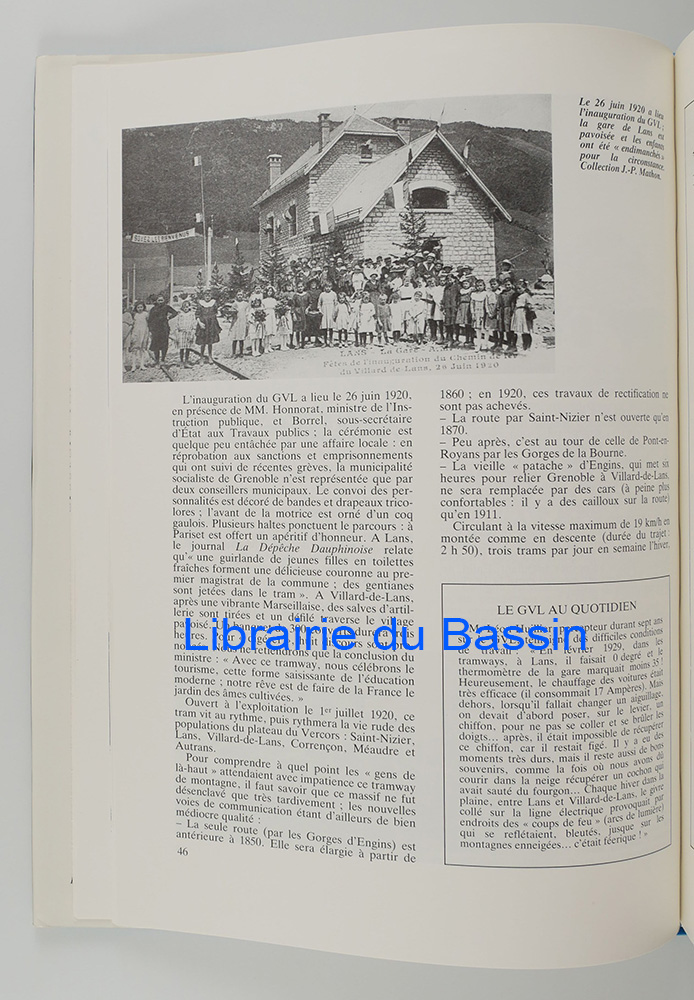 Le 26 juin 1920 a lieu
l'inauguration du GVL ;
la gare de Lans est
pavoisée et les enfants
ont été « endimanchés »
pour la circonstance.
Collection J.-P. Mathon.
LANS - La Gare - A.
Fêtes de l'inauguration du Chemin de
du Villard de Lans, 26 Juin 1920
L'inauguration du GVL a lieu le 26 juin 1920,
en présence de MM. Honnorat, ministre de l'Ins-
truction publique, et Borrel, sous-secrétaire
d'État aux Travaux publics ; la cérémonie est
quelque peu entâchée par une affaire locale : en
réprobation aux sanctions et emprisonnements
qui ont suivi de récentes grèves, la municipalité
socialiste de Grenoble n'est représentée que par
deux conseillers municipaux. Le convoi des per-
sonnalités est décoré de bandes et drapeaux trico-
lores ; l'avant de la motrice est orné d'un coq
gaulois. Plusieurs haltes ponctuent le parcours : à
Pariset est offert un apéritif d'honneur. A Lans,
le journal La Dépêche Dauphinoise relate
qu'« une guirlande de jeunes filles en toilettes
fraîches forment une délicieuse couronne au pre-
mier magistrat de la commune ; des gentianes
sont jetées dans le tram ». A Villard-de-Lans,
après une vibrante Marseillaise, des salves d'artil-
lerie sont tirées et un défilé traverse le village
ministre : « Avec ce tramway, nous célébrons le
tourisme, cette forme saisissante de l'éducation
moderne ; notre rêve est de faire de la France le
jardin des âmes cultivées. »
Ouvert à l'exploitation le 1er juillet 1920, ce
tram vit au rythme, puis rythmera la vie rude des
populations du plateau du Vercors : Saint-Nizier,
Lans, Villard-de-Lans, Corrençon, Méaudre et
Autrans.
Pour comprendre à quel point les « gens de
là-haut » attendaient avec impatience ce tramway
de montagne, il faut savoir que ce massif ne fut
désenclavé que très tardivement ; les nouvelles
voies de communication étant d'ailleurs de bien
médiocre qualité :
– La seule route (par les Gorges d'Engins) est
antérieure à 1850. Elle sera élargie à partir de
46
1860 ; en 1920, ces travaux de rectification ne
sont pas achevés.
– La route par Saint-Nizier n'est ouverte qu'en
1870.
– Peu après, c'est au tour de celle de Pont-en-
Royans par les Gorges de la Bourne.
– La vieille « patache » d'Engins, qui met six
heures pour relier Grenoble à Villard-de-Lans,
ne sera remplacée par des cars (à peine plus
confortables : il y a des cailloux sur la route)
qu'en 1911.
Circulant à la vitesse maximum de 19 km/h en
montée comme en descente (durée du trajet :
2 h 50), trois trams par jour en semaine l'hiver,
LE GVL AU QUOTIDIEN
percepteur durant sept ans
difficiles conditions
de travail : « En février 1929, dans les
tramways, à Lans, il faisait 0 degré et le
thermomètre de la gare marquait moins 35 !
Heureusement, le chauffage des voitures était
très efficace (il consommait 17 Ampères). Mais
dehors, lorsqu'il fallait changer un aiguillage,
on devait d'abord poser, sur le levier, un
chiffon, pour ne pas se coller et se brûler les
doigts... après, il était impossible de récupérer
ce chiffon, car il restait figé. Il y a eu des
moments très durs, mais il reste aussi de bons
souvenirs, comme la fois où nous avons dû
courir dans la neige récupérer un cochon qui
avait sauté du fourgon... Chaque hiver dans la
plaine, entre Lans et Villard-de-Lans, le givre
collé sur la ligne électrique provoquait par
endroits des « coups de feu » (arcs de lumière)
qui se reflétaient, bleutés, jusque sur les
montagnes enneigées... c'était féerique ! »
Librairie du Bassin